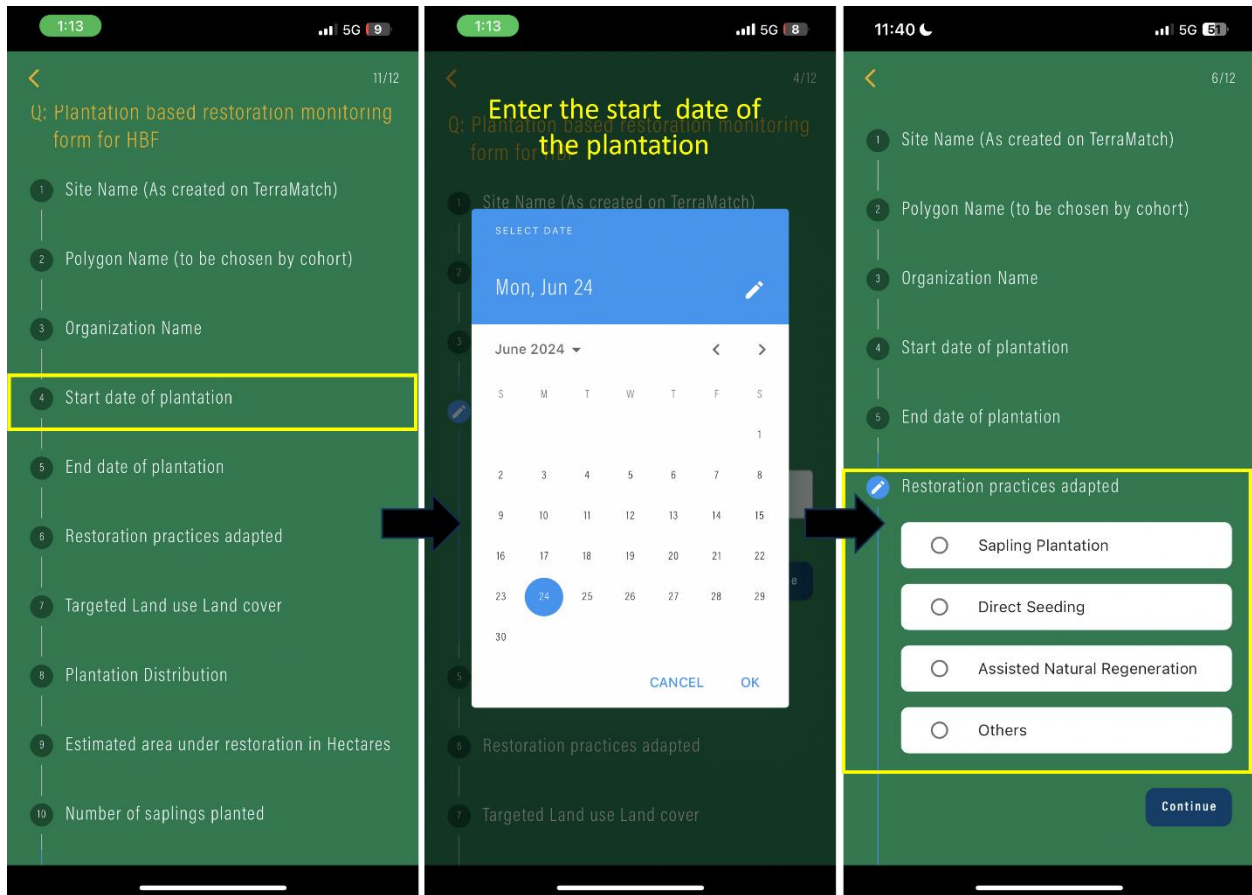 1:13
5G 9
11/12
Q: Plantation based restoration monitoring
form for HBF
1 Site Name (As created on TerraMatch)
2 Polygon Name (to be chosen by cohort)
3 Organization Name
4 Start date of plantation
5 End date of plantation
6 Restoration practices adapted
7 Targeted Land use Land cover
8 Plantation Distribution
9 Estimated area under restoration in Hectares
10 Number of saplings planted
1:13
5G 8
4/12
Enter the start date of
the plantation
Q: Plantation based restoration monitoring
form for HBF
1 Site Name (As created on TerraMatch)
2
3
SELECT DATE
Mon, Jun 24
June 2024
S M T W T F S
1
2 3 4 5 6 7 8
9 10 11 12 13 14 15
16 17 18 19 20 21 22
23 24 25 26 27 28 29
30
CANCEL OK
e
5
6 Restoration practices adapted
7 Targeted Land use Land cover
11:40
5G 51
6/12
1 Site Name (As created on TerraMatch)
2 Polygon Name (to be chosen by cohort)
3 Organization Name
4 Start date of plantation
5 End date of plantation
Restoration practices adapted
Sapling Plantation
Direct Seeding
Assisted Natural Regeneration
Others
Continue